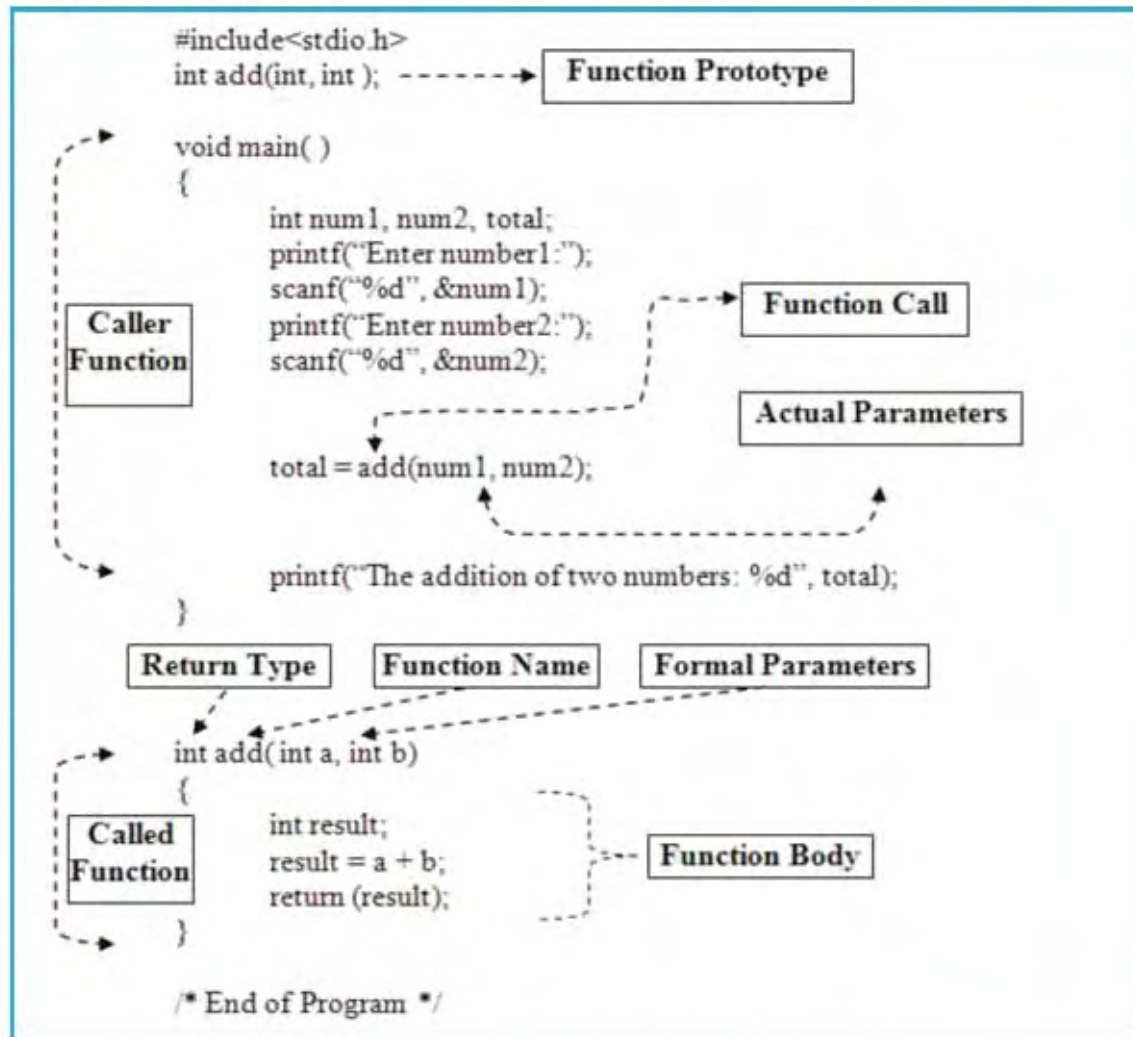 #include<stdio.h>
int add(int, int );
Function Prototype
void main( )
{
int num1, num2, total;
printf(“Enter number1:”);
scanf(“%d”, &num1);
printf(“Enter number2:”);
scanf(“%d”, &num2);
Caller
Function
Function Call
Actual Parameters
total = add(num1, num2);
printf(“The addition of two numbers: %d”, total);
}
Return Type
Function Name
Formal Parameters
int add( int a, int b)
{
int result;
result = a + b;
return (result);
Called
Function
Function Body
}
/* End of Program */